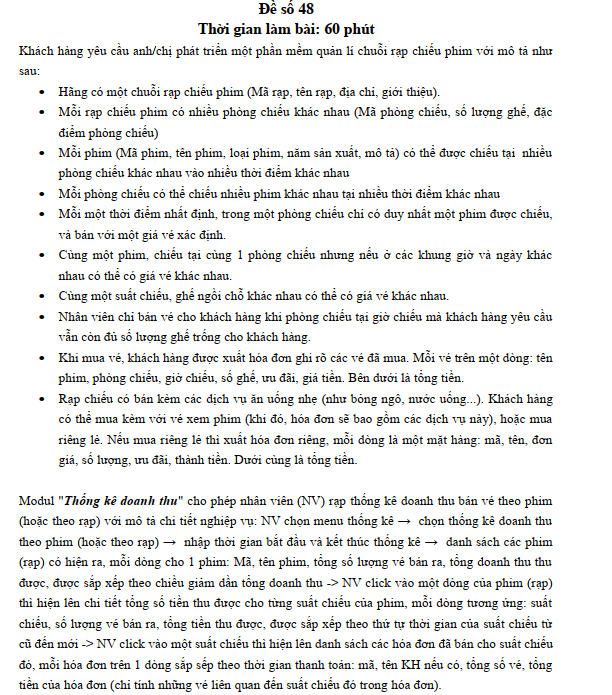 Đề số 48
Thời gian làm bài: 60 phút
Khách hàng yêu cầu anh/chị phát triển một phần mềm quản lí chuỗi rạp chiếu phim với mô tả như
sau:
• Hãng có một chuỗi rạp chiếu phim (Mã rạp, tên rạp, địa chỉ, giới thiệu).
• Mỗi rạp chiếu phim có nhiều phòng chiếu khác nhau (Mã phòng chiếu, số lượng ghế, đặc
điểm phòng chiếu)
• Mỗi phim (Mã phim, tên phim, loại phim, năm sản xuất, mô tả) có thể được chiếu tại nhiều
phòng chiếu khác nhau vào nhiều thời điểm khác nhau
• Mỗi phòng chiếu có thể chiếu nhiều phim khác nhau tại nhiều thời điểm khác nhau
• Mỗi một thời điểm nhất định, trong một phòng chiếu chỉ có duy nhất một phim được chiếu,
và bán với một giá vé xác định.
• Cùng một phim, chiếu tại cùng 1 phòng chiếu nhưng nếu ở các khung giờ và ngày khác
nhau có thể có giá vé khác nhau.
• Cùng một suất chiếu, ghế ngồi chỗ khác nhau có thể có giá vé khác nhau.
• Nhân viên chỉ bán vé cho khách hàng khi phòng chiếu tại giờ chiếu mà khách hàng yêu cầu
vẫn còn đủ số lượng ghế trống cho khách hàng.
• Khi mua vé, khách hàng được xuất hóa đơn ghi rõ các vé đã mua. Mỗi vé trên một dòng: tên
phim, phòng chiếu, giờ chiếu, số ghế, ưu đãi, giá tiền. Bên dưới là tổng tiền.
• Rạp chiếu có bán kèm các dịch vụ ăn uống nhẹ (như bỏng ngô, nước uống...). Khách hàng
có thể mua kèm với vé xem phim (khi đó, hóa đơn sẽ bao gồm các dịch vụ này), hoặc mua
riêng lẻ. Nếu mua riêng lẻ thì xuất hóa đơn riêng, mỗi dòng là một mặt hàng: mã, tên, đơn
giá, số lượng, ưu đãi, thành tiền. Dưới cùng là tổng tiền.
Modul "Thống kê doanh thu" cho phép nhân viên (NV) rạp thống kê doanh thu bán vé theo phim
(hoặc theo rạp) với mô tả chi tiết nghiệp vụ: NV chọn menu thống kê → chọn thống kê doanh thu
theo phim (hoặc theo rạp) → nhập thời gian bắt đầu và kết thúc thống kê → danh sách các phim
(rạp) có hiện ra, mỗi dòng cho 1 phim: Mã, tên phim, tổng số lượng vé bán ra, tổng doanh thu thu
được, được sắp xếp theo chiều giảm dần tổng doanh thu -> NV click vào một dòng của phim (rạp)
thì hiện lên chi tiết tổng số tiền thu được cho từng suất chiếu của phim, mỗi dòng tương ứng: suất
chiếu, số lượng vé bán ra, tổng tiền thu được, được sắp xếp theo thứ tự thời gian của suất chiếu từ
cũ đến mới -> NV click vào một suất chiếu thì hiện lên danh sách các hóa đơn đã bán cho suất chiếu
đó, mỗi hóa đơn trên 1 dòng sắp sếp theo thời gian thanh toán: mã, tên KH nếu có, tổng số vé, tổng
tiền của hóa đơn (chỉ tính những vé liên quan đến suất chiếu đó trong hóa đơn).